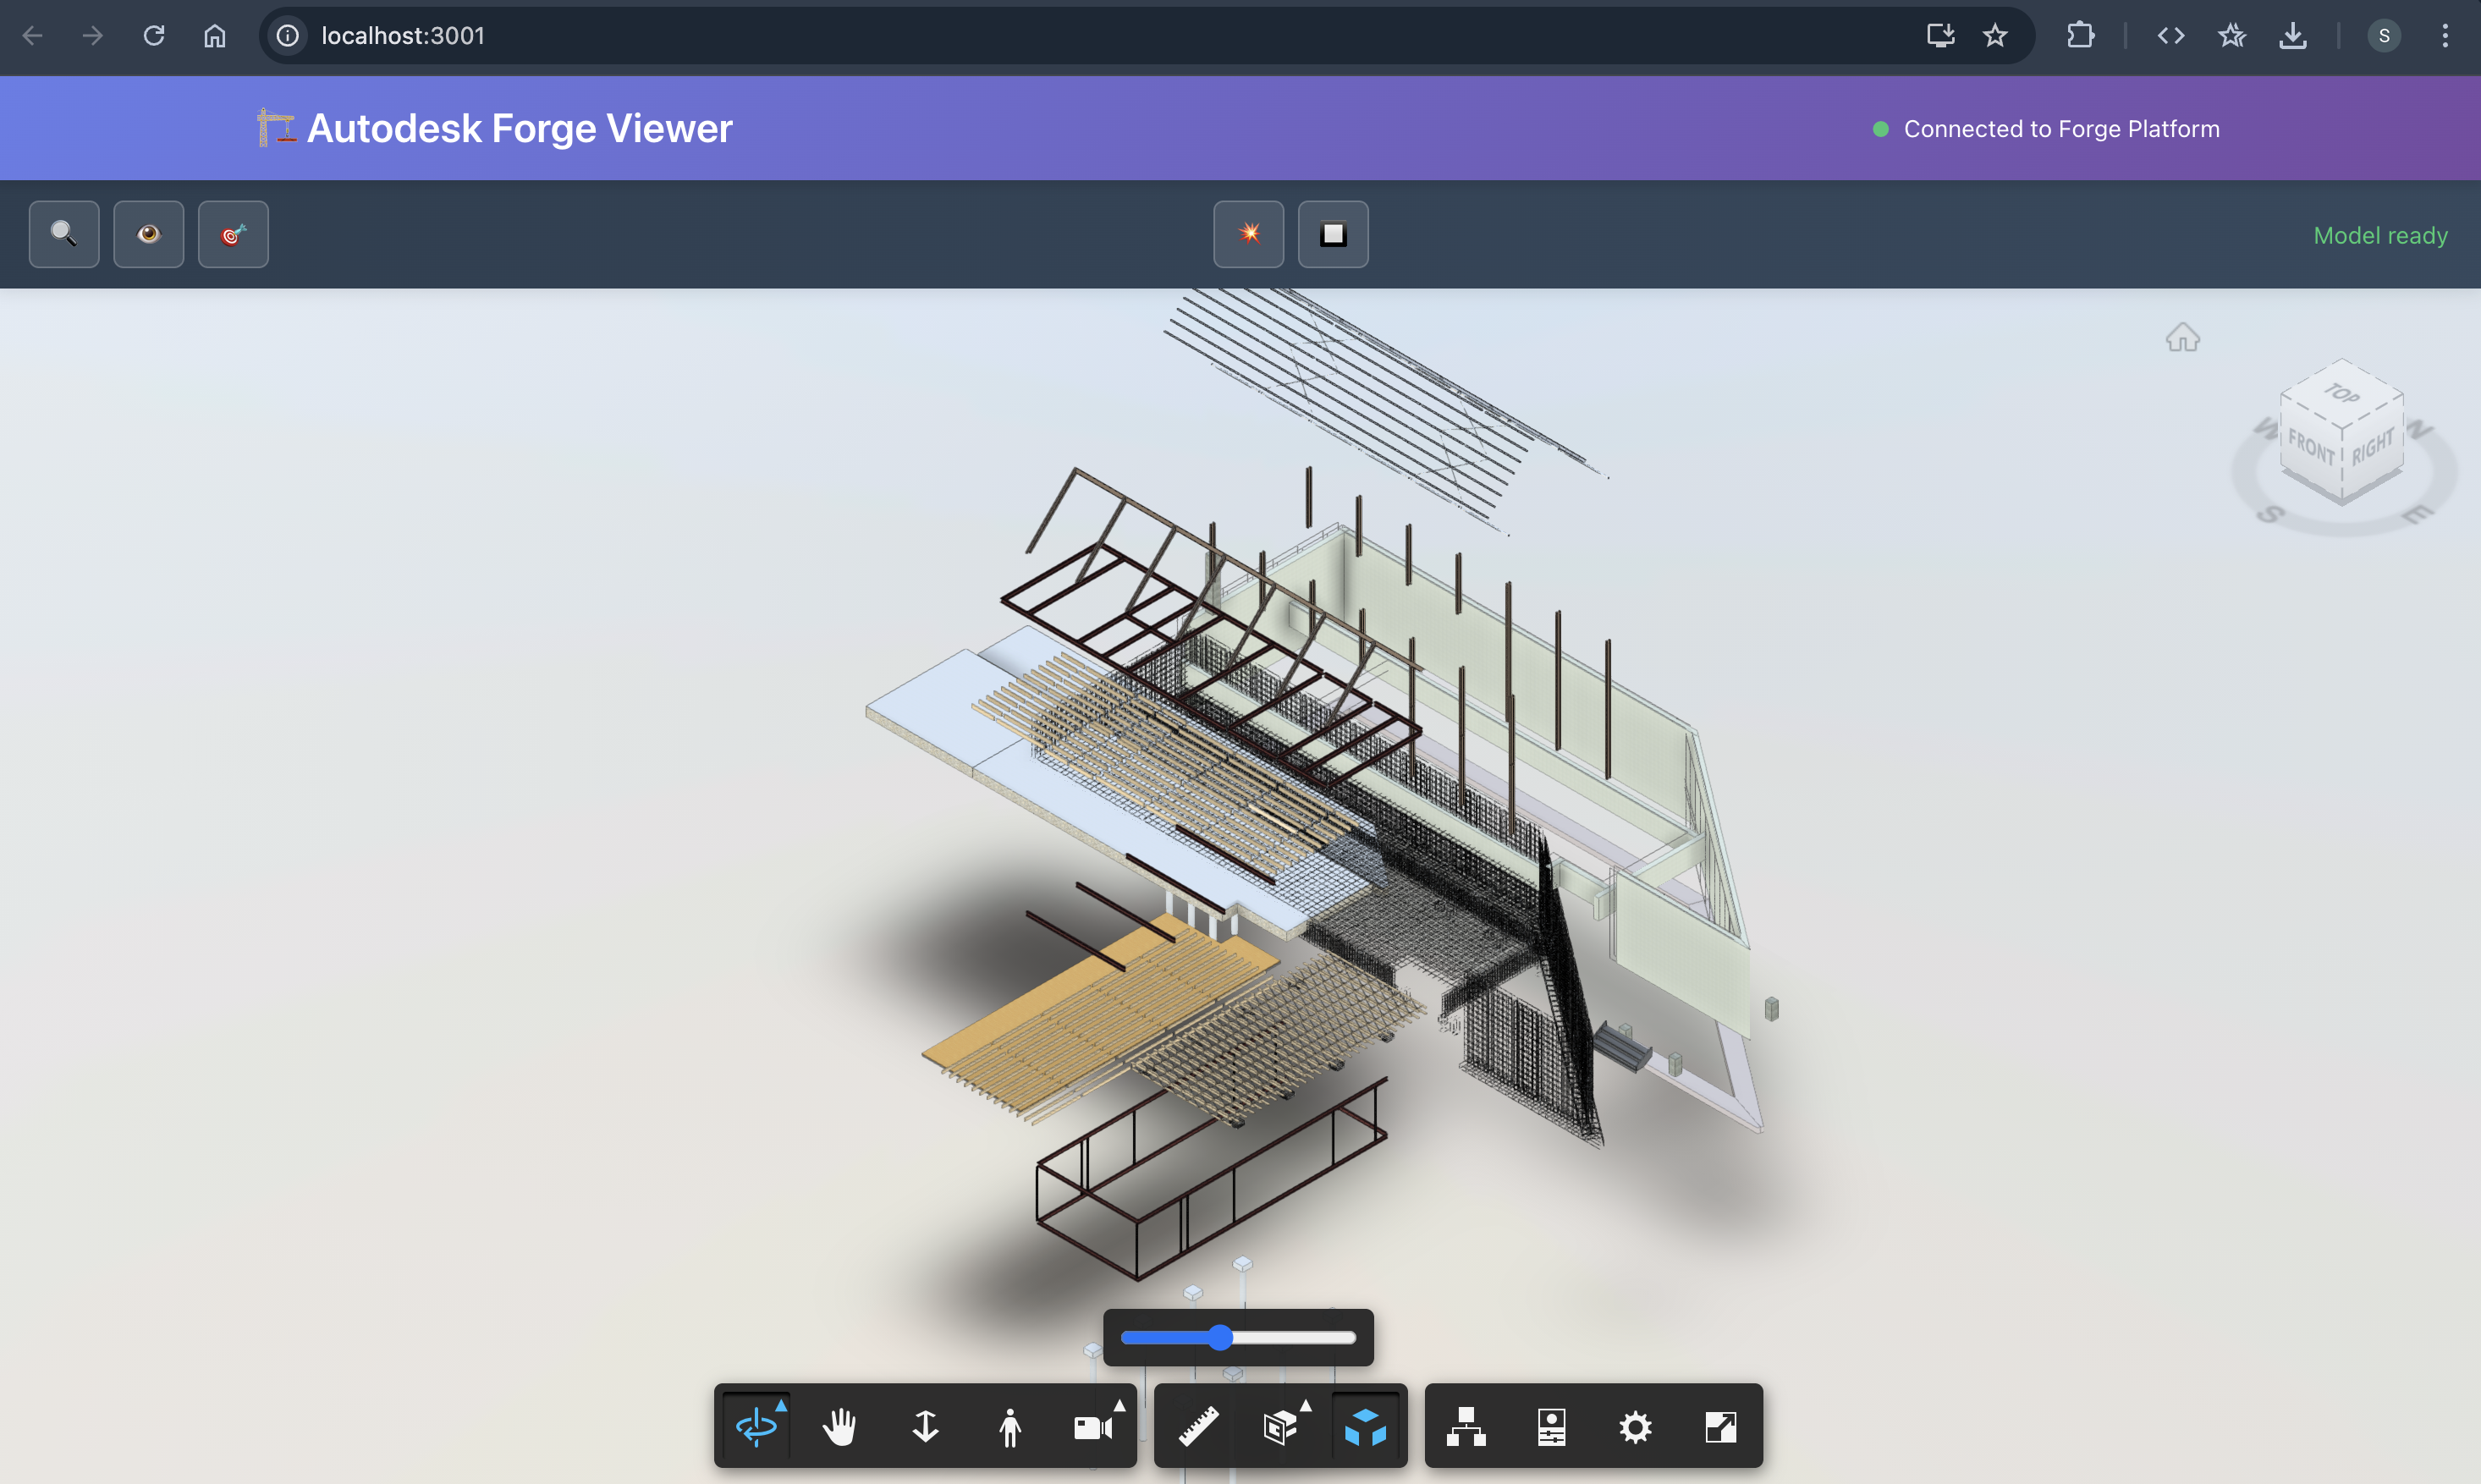 localhost:3001
S
Autodesk Forge Viewer
Connected to Forge Platform
Model ready
TOP
W
N
FRONT
RIGHT
S
E